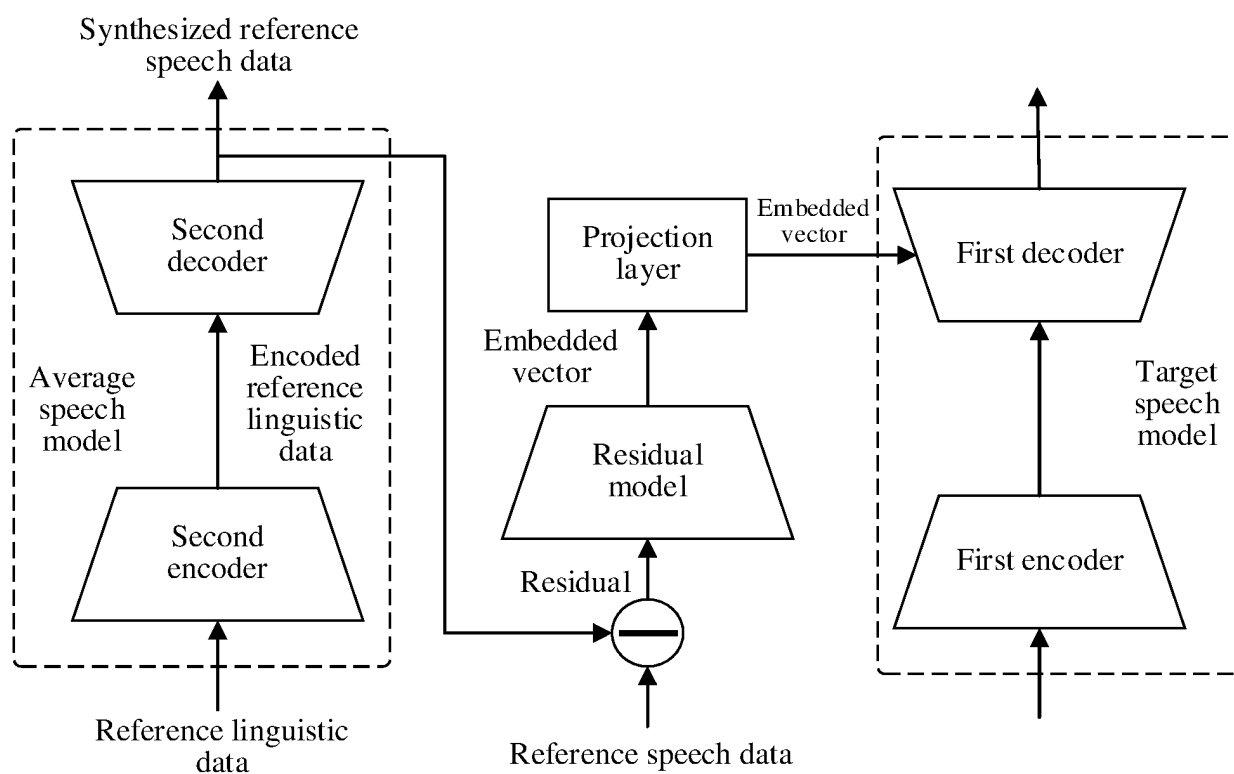 Synthesized reference
speech data
Second
decoder
Average
speech
model
Encoded
reference
linguistic
data
Second
encoder
Reference linguistic
data
Projection
layer
Embedded
vector
Embedded
vector
Residual
model
Residual
Reference speech data
First decoder
Target
speech
model
First encoder